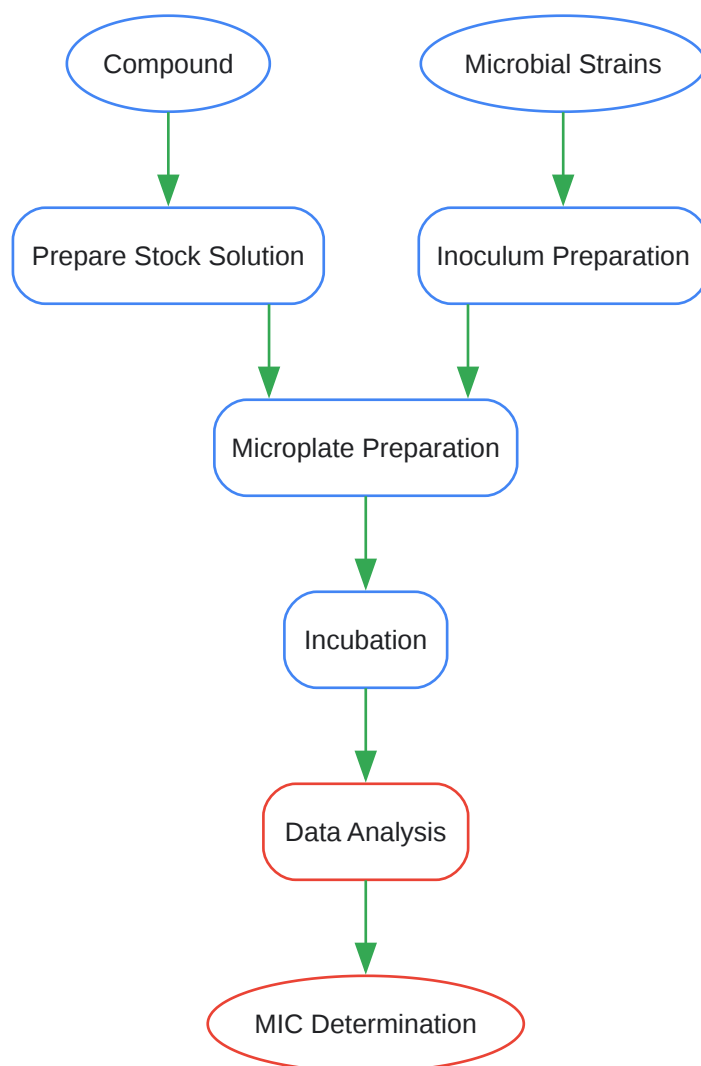 Compound
Microbial Strains
Prepare Stock Solution
Inoculum Preparation
Microplate Preparation
Incubation
Data Analysis
MIC Determination